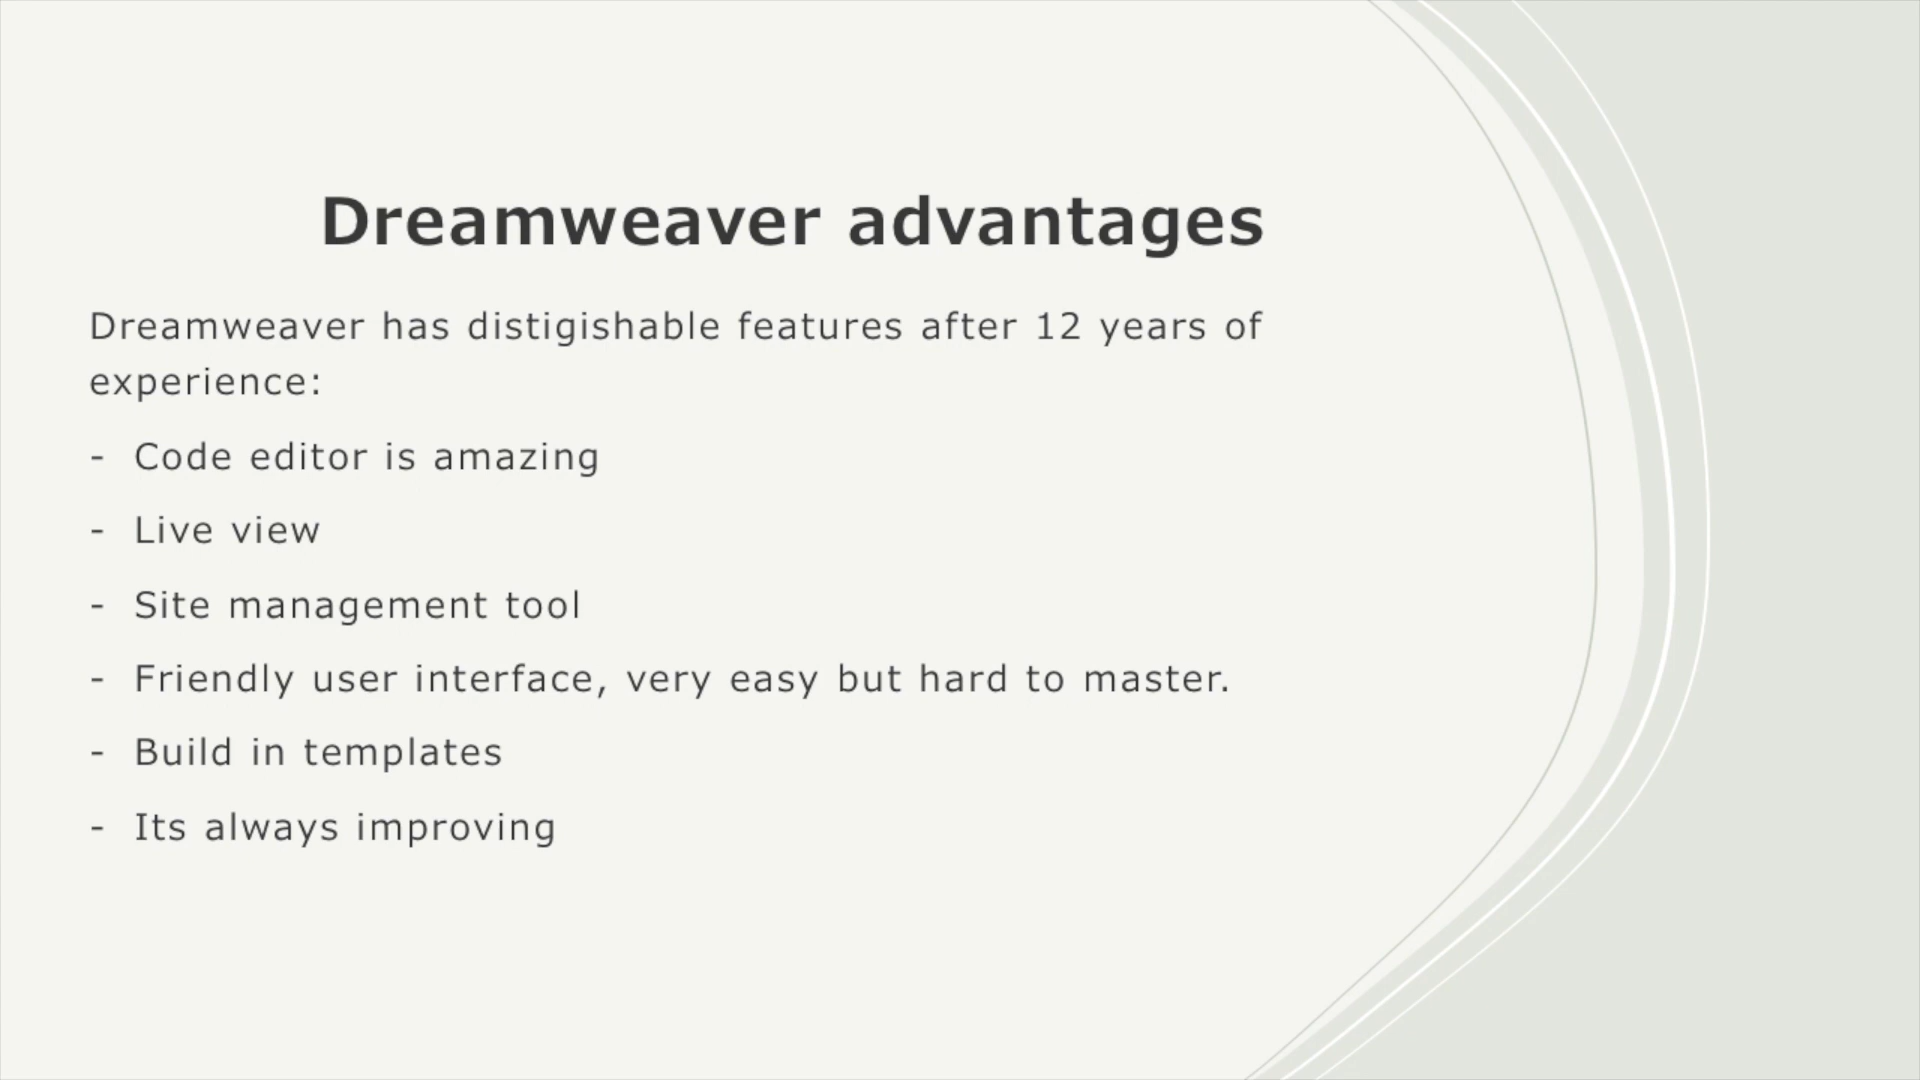 Dreamweaver advantages
Dreamweaver has distigishable features after 12 years of
experience:
- Code editor is amazing
- Live view
- Site management tool
- Friendly user interface, very easy but hard to master.
- Build in templates
- Its always improving